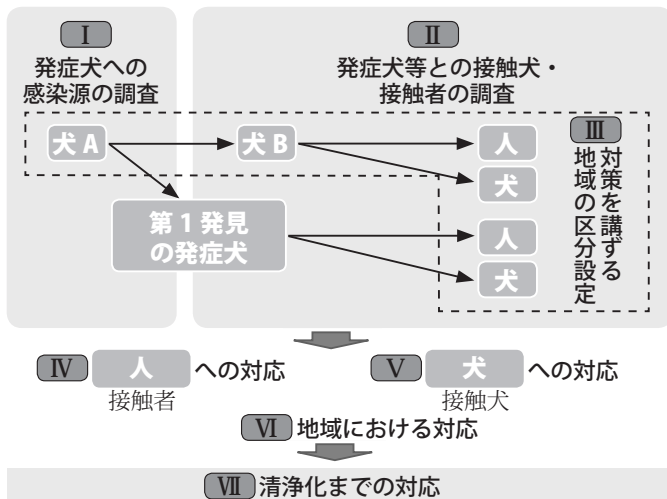 Ⅰ
発症犬への
感染源の調査
Ⅱ
発症犬等との接触犬・
接触者の調査
犬 A
犬 B
人
犬
第 1 発見
の発症犬
人
犬
Ⅲ
対策を講ずる
地域の区分設定
Ⅳ 人 への対応
接触者
Ⅴ 犬 への対応
接触犬
Ⅵ 地域における対応
Ⅶ 清浄化までの対応